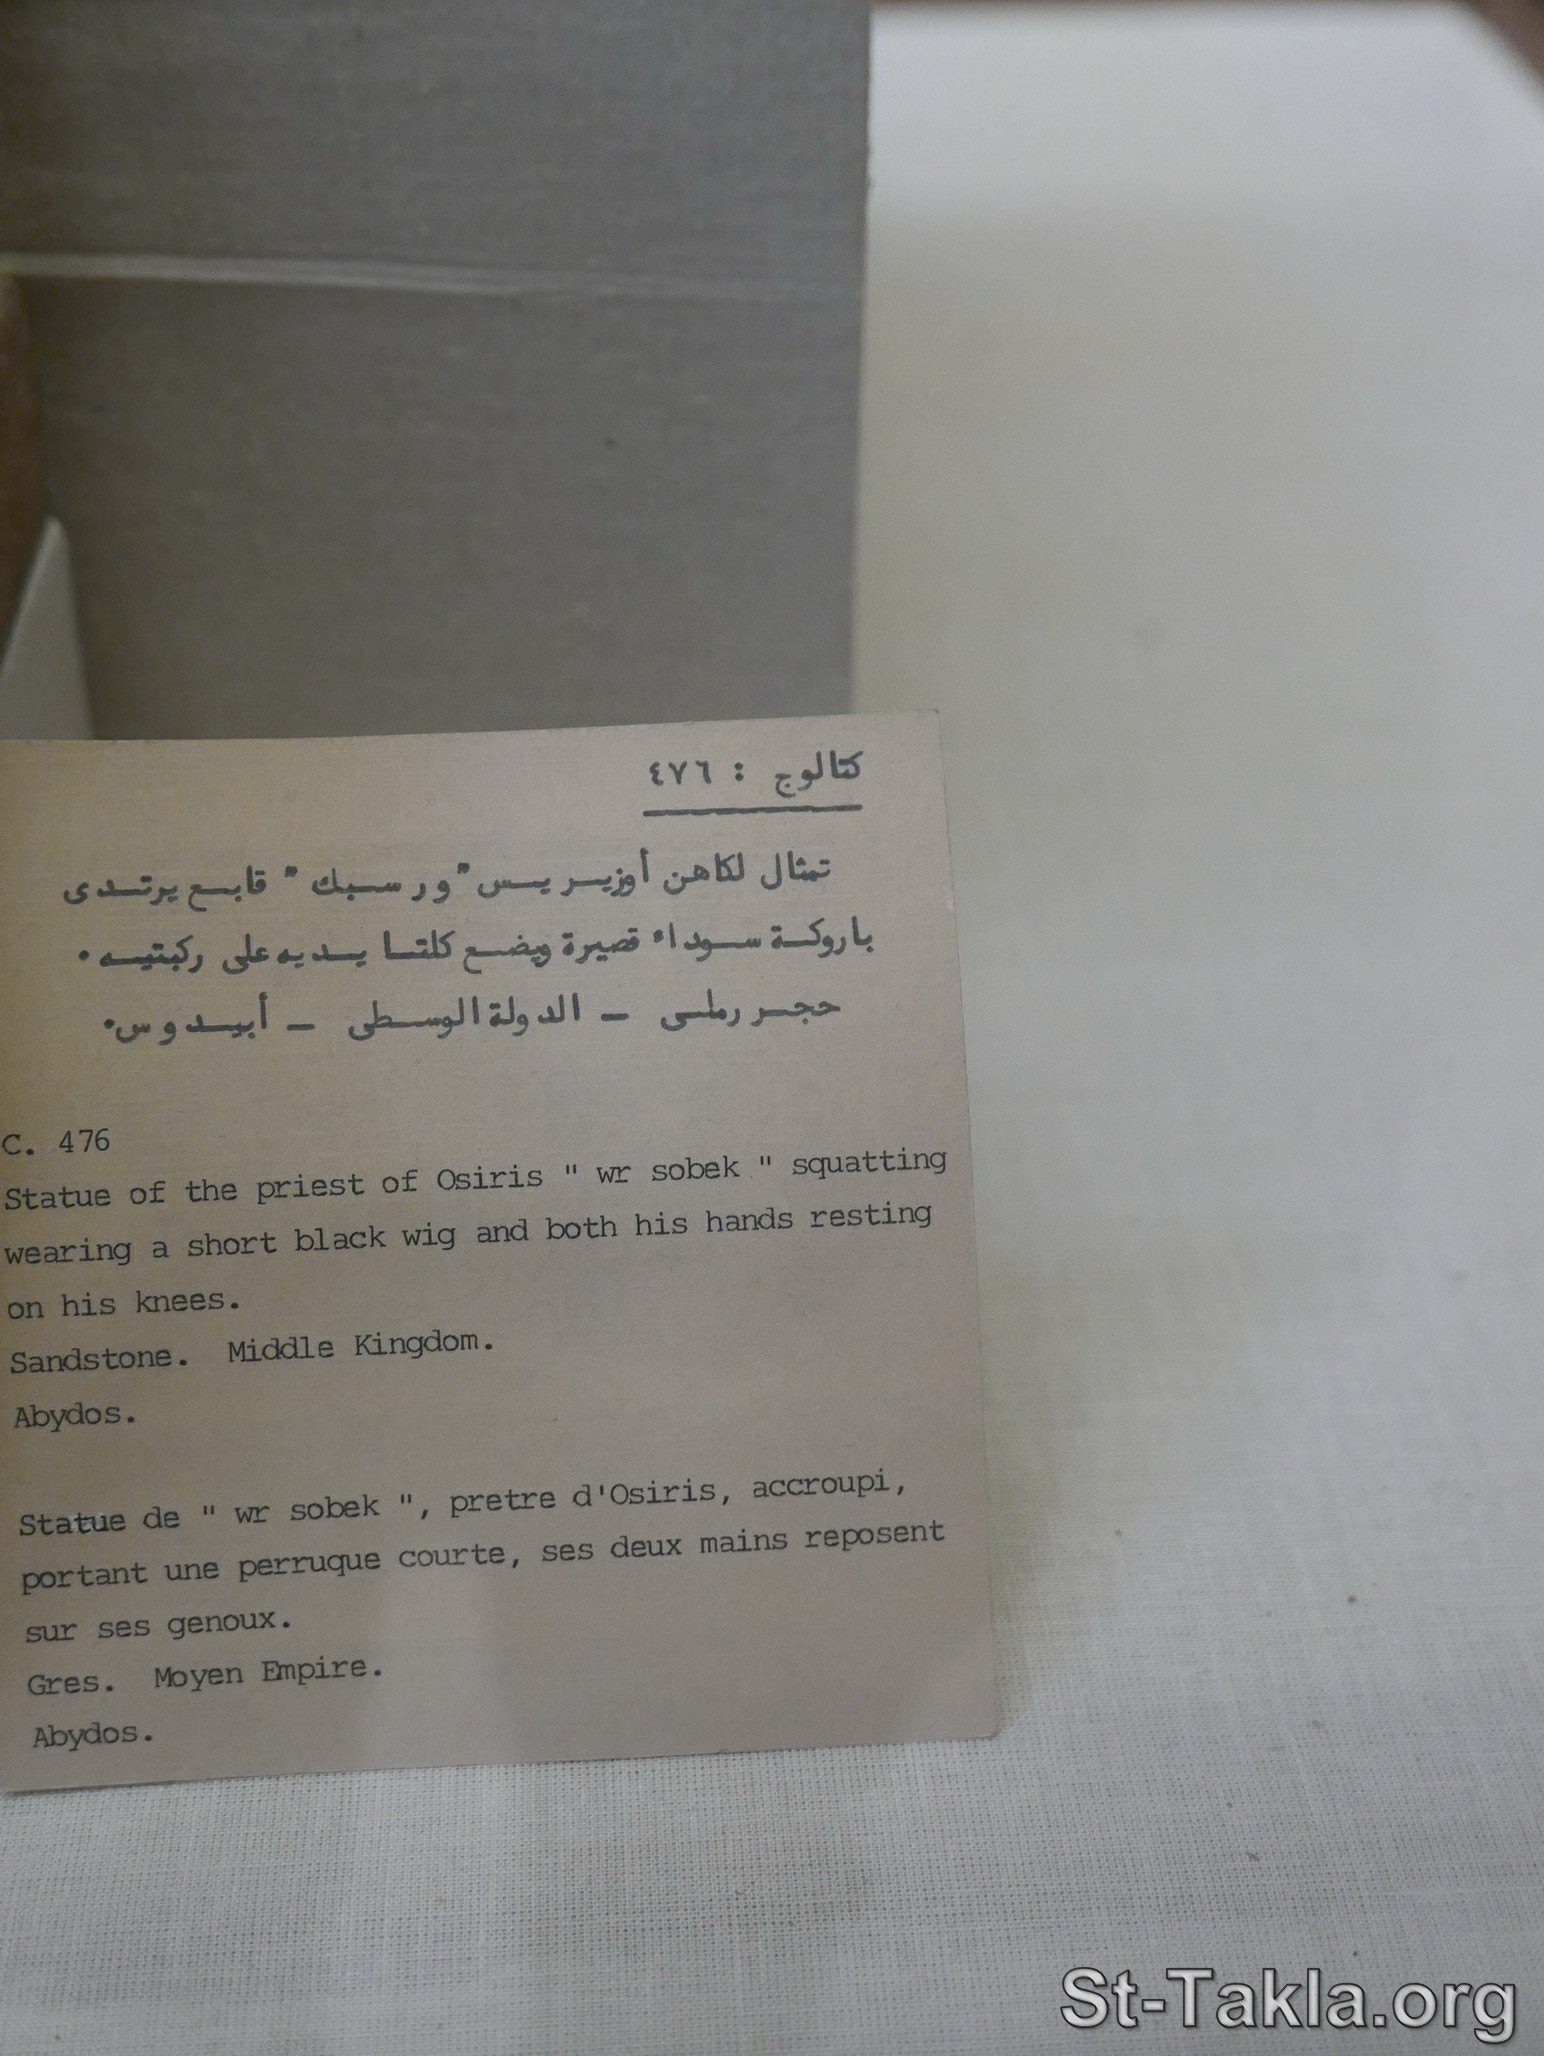 كتالوج : ٤٧٦
تمثال لكاهن أوزيريس "ور سبك" قابع يرتدى
باروكة سوداء قصيرة ويضع كلتا يديه على ركبتيه .
حجر رملى - الدولة الوسطى - أبيدوس .
C. 476
Statue of the priest of Osiris " wr sobek " squatting
wearing a short black wig and both his hands resting
on his knees.
Sandstone. Middle Kingdom.
Abydos.
Statue de " wr sobek ", pretre d'Osiris, accroupi,
portant une perruque courte, ses deux mains reposent
sur ses genoux.
Gres. Moyen Empire.
Abydos.
St-Takla.org